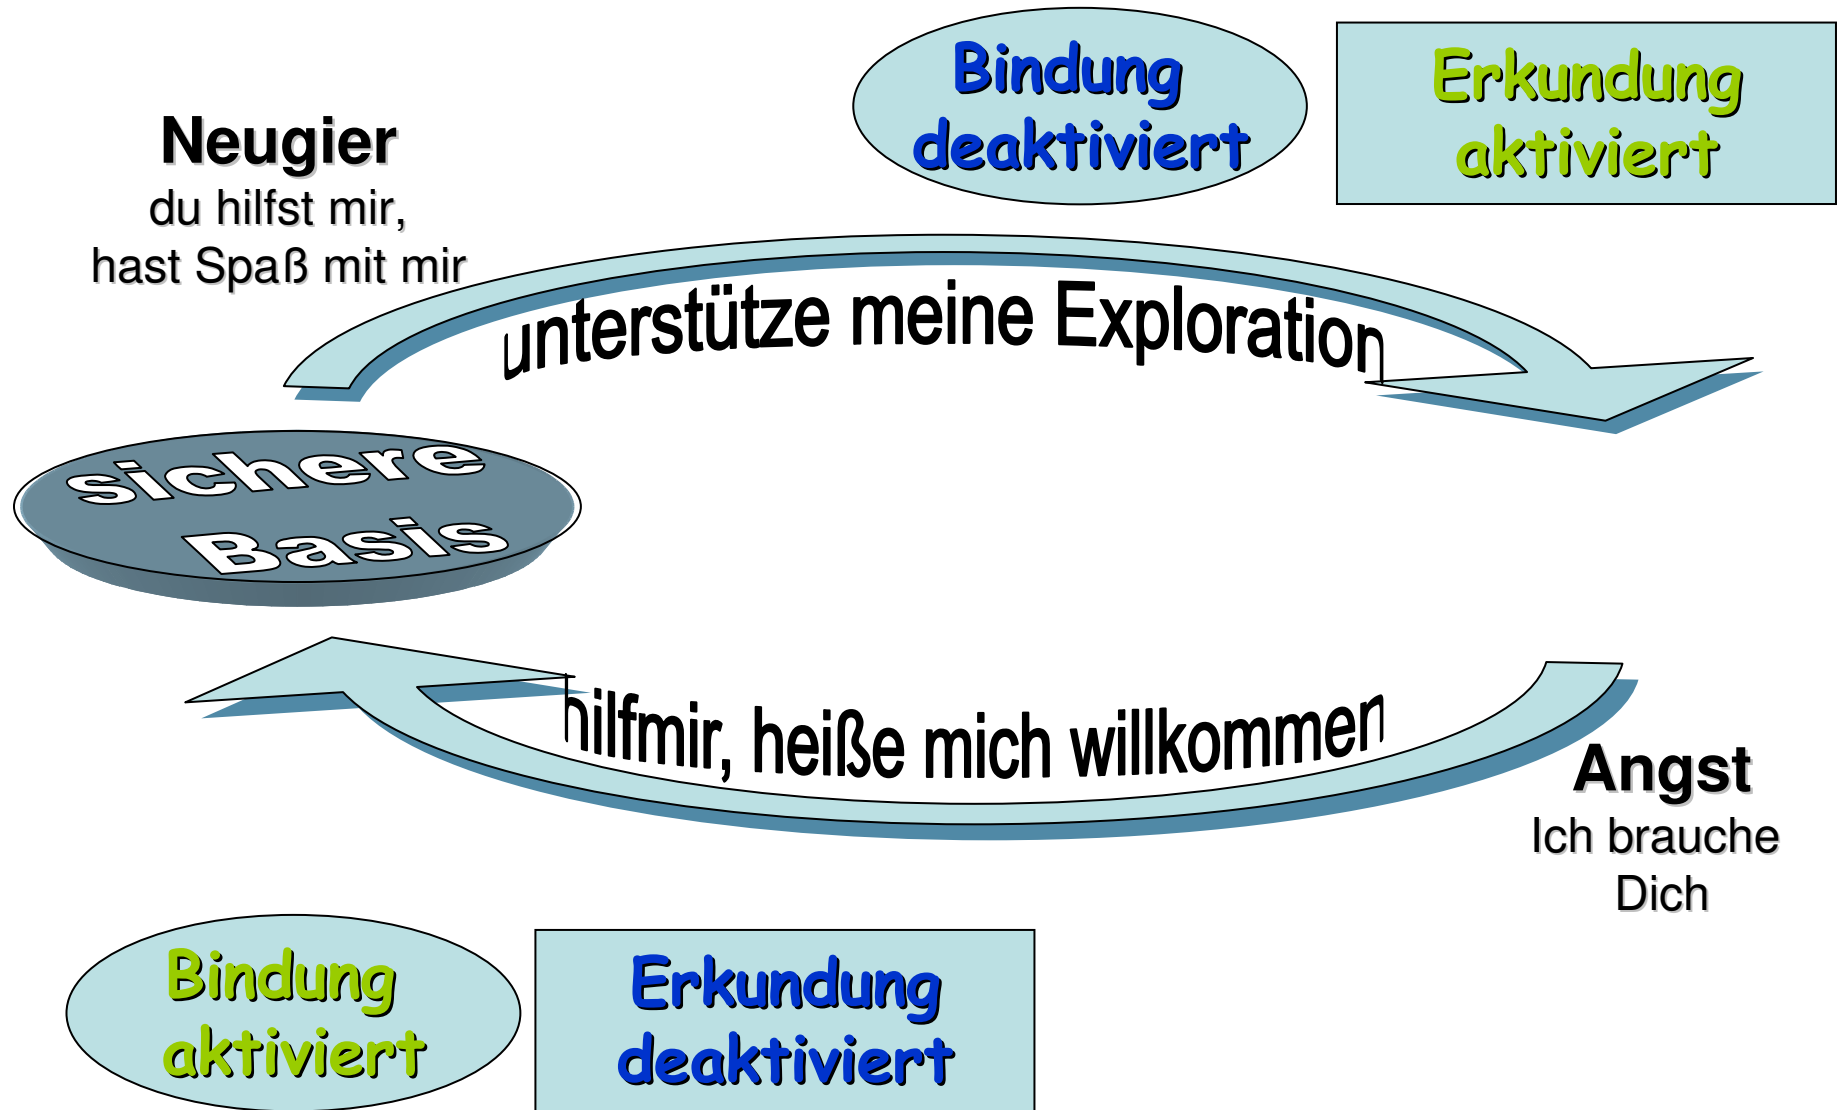 Bindung
deaktiviert
Erkundung
aktiviert
Neugier
du hilfst mir,
hast Spaß mit mir
unterstütze meine Exploration
sichere
Basis
hilfmir, heiße mich willkommen
Angst
Ich brauche
Dich
Bindung
aktiviert
Erkundung
deaktiviert